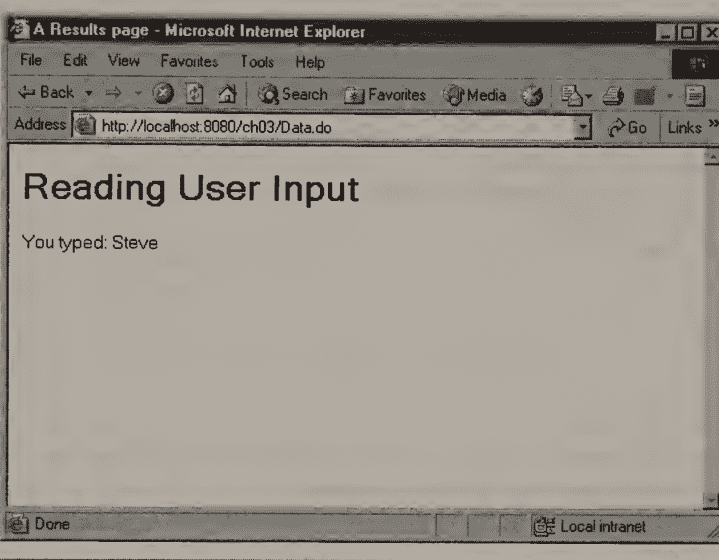 A Results page - Microsoft Internet Explorer
File Edit View Favorites Tools Help
Back Search Favorites Media
Address http://localhost:8080/ch03/Data.do Go Links »
Reading User Input
You typed: Steve
Done Local intranet